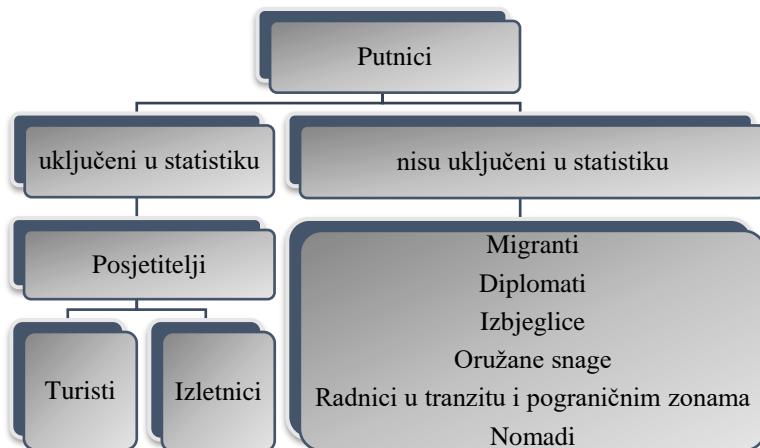 Putnici
uključeni u statistiku
nisu uključeni u statistiku
Posjetitelji
Turisti
Izletnici
Migranti
Diplomati
Izbjeglice
Oružane snage
Radnici u tranzitu i pograničnim zonama
Nomadi